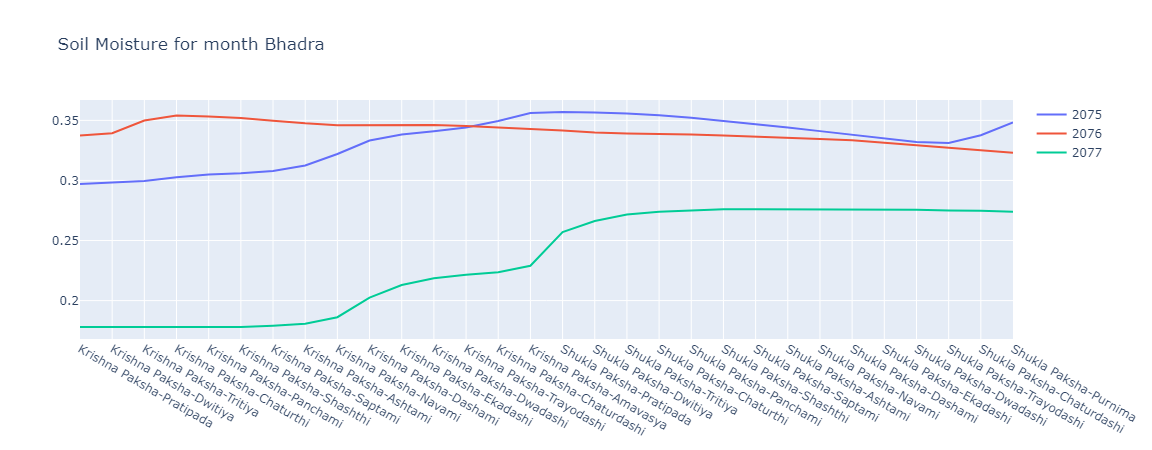 Soil Moisture for month Bhadra
0.35
0.3
0.25
0.2
Krishna Paksha-Pratipada
Krishna Paksha-Dwitiya
Krishna Paksha-Tritiya
Krishna Paksha-Chaturthi
Krishna Paksha-Panchami
Krishna Paksha-Shashthi
Krishna Paksha-Saptami
Krishna Paksha-Ashtami
Krishna Paksha-Navami
Krishna Paksha-Dashami
Krishna Paksha-Ekadashi
Krishna Paksha-Dwadashi
Krishna Paksha-Trayodashi
Krishna Paksha-Chaturdashi
Krishna Paksha-Amavasya
Shukla Paksha-Pratipada
Shukla Paksha-Dwitiya
Shukla Paksha-Tritiya
Shukla Paksha-Chaturthi
Shukla Paksha-Panchami
Shukla Paksha-Shashthi
Shukla Paksha-Saptami
Shukla Paksha-Ashtami
Shukla Paksha-Navami
Shukla Paksha-Dashami
Shukla Paksha-Ekadashi
Shukla Paksha-Dwadashi
Shukla Paksha-Trayodashi
Shukla Paksha-Chaturdashi
Shukla Paksha-Purnima
2075
2076
2077